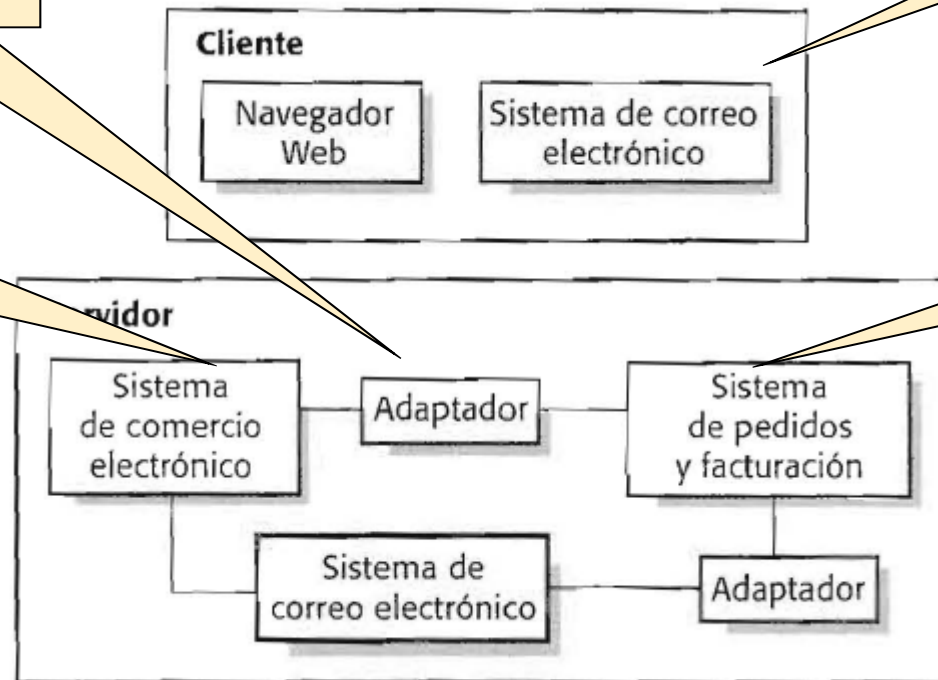 Cliente
Navegador
Web
Sistema de correo
electrónico
Sistema
de comercio
electrónico
Adaptador
Sistema
de pedidos
y facturación
Sistema de
correo electrónico
Adaptador